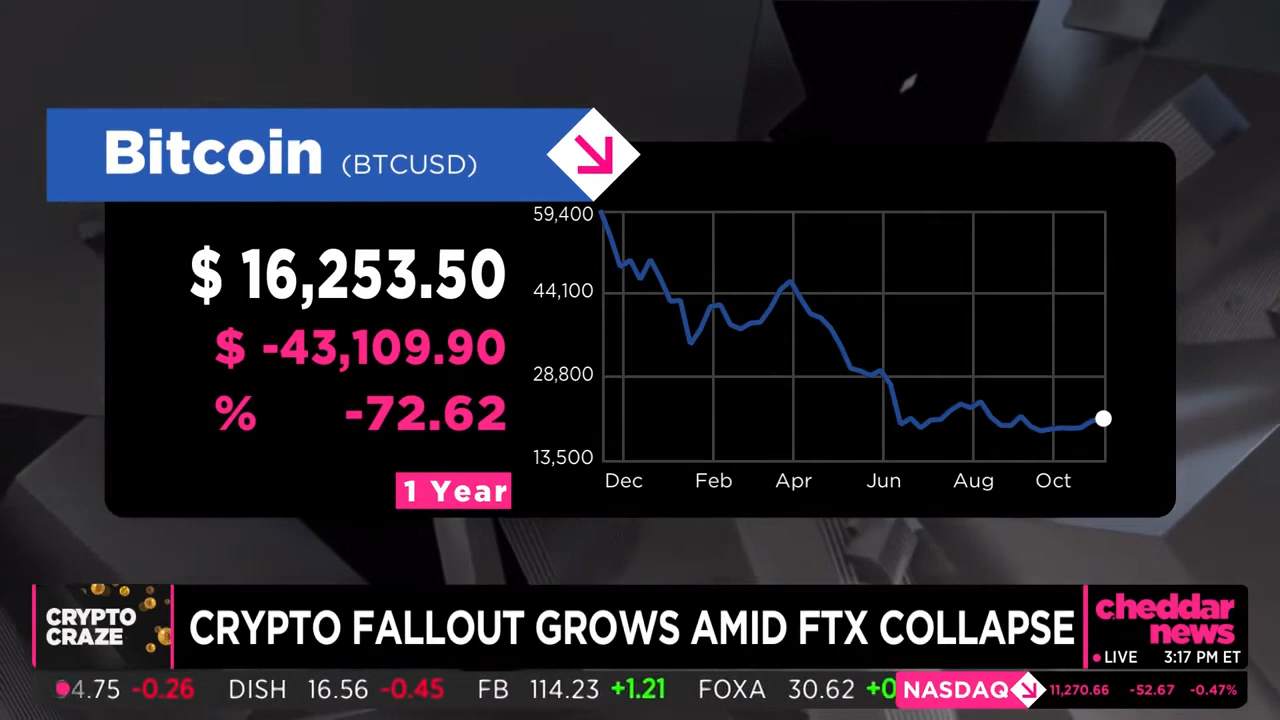 Bitcoin (BTCUSD)
$ 16,253.50
$ -43,109.90
% -72.62
1 Year
59,400
44,100
28,800
13,500
Dec Feb Apr Jun Aug Oct
CRYPTO
CRAZE
CRYPTO FALLOUT GROWS AMID FTX COLLAPSE
cheddar
news
LIVE 3:17 PM ET
4.75 -0.26 DISH 16.56 -0.45 FB 114.23 +1.21 FOXA 30.62 +0 NASDAQ 11,270.66 -52.67 -0.47%